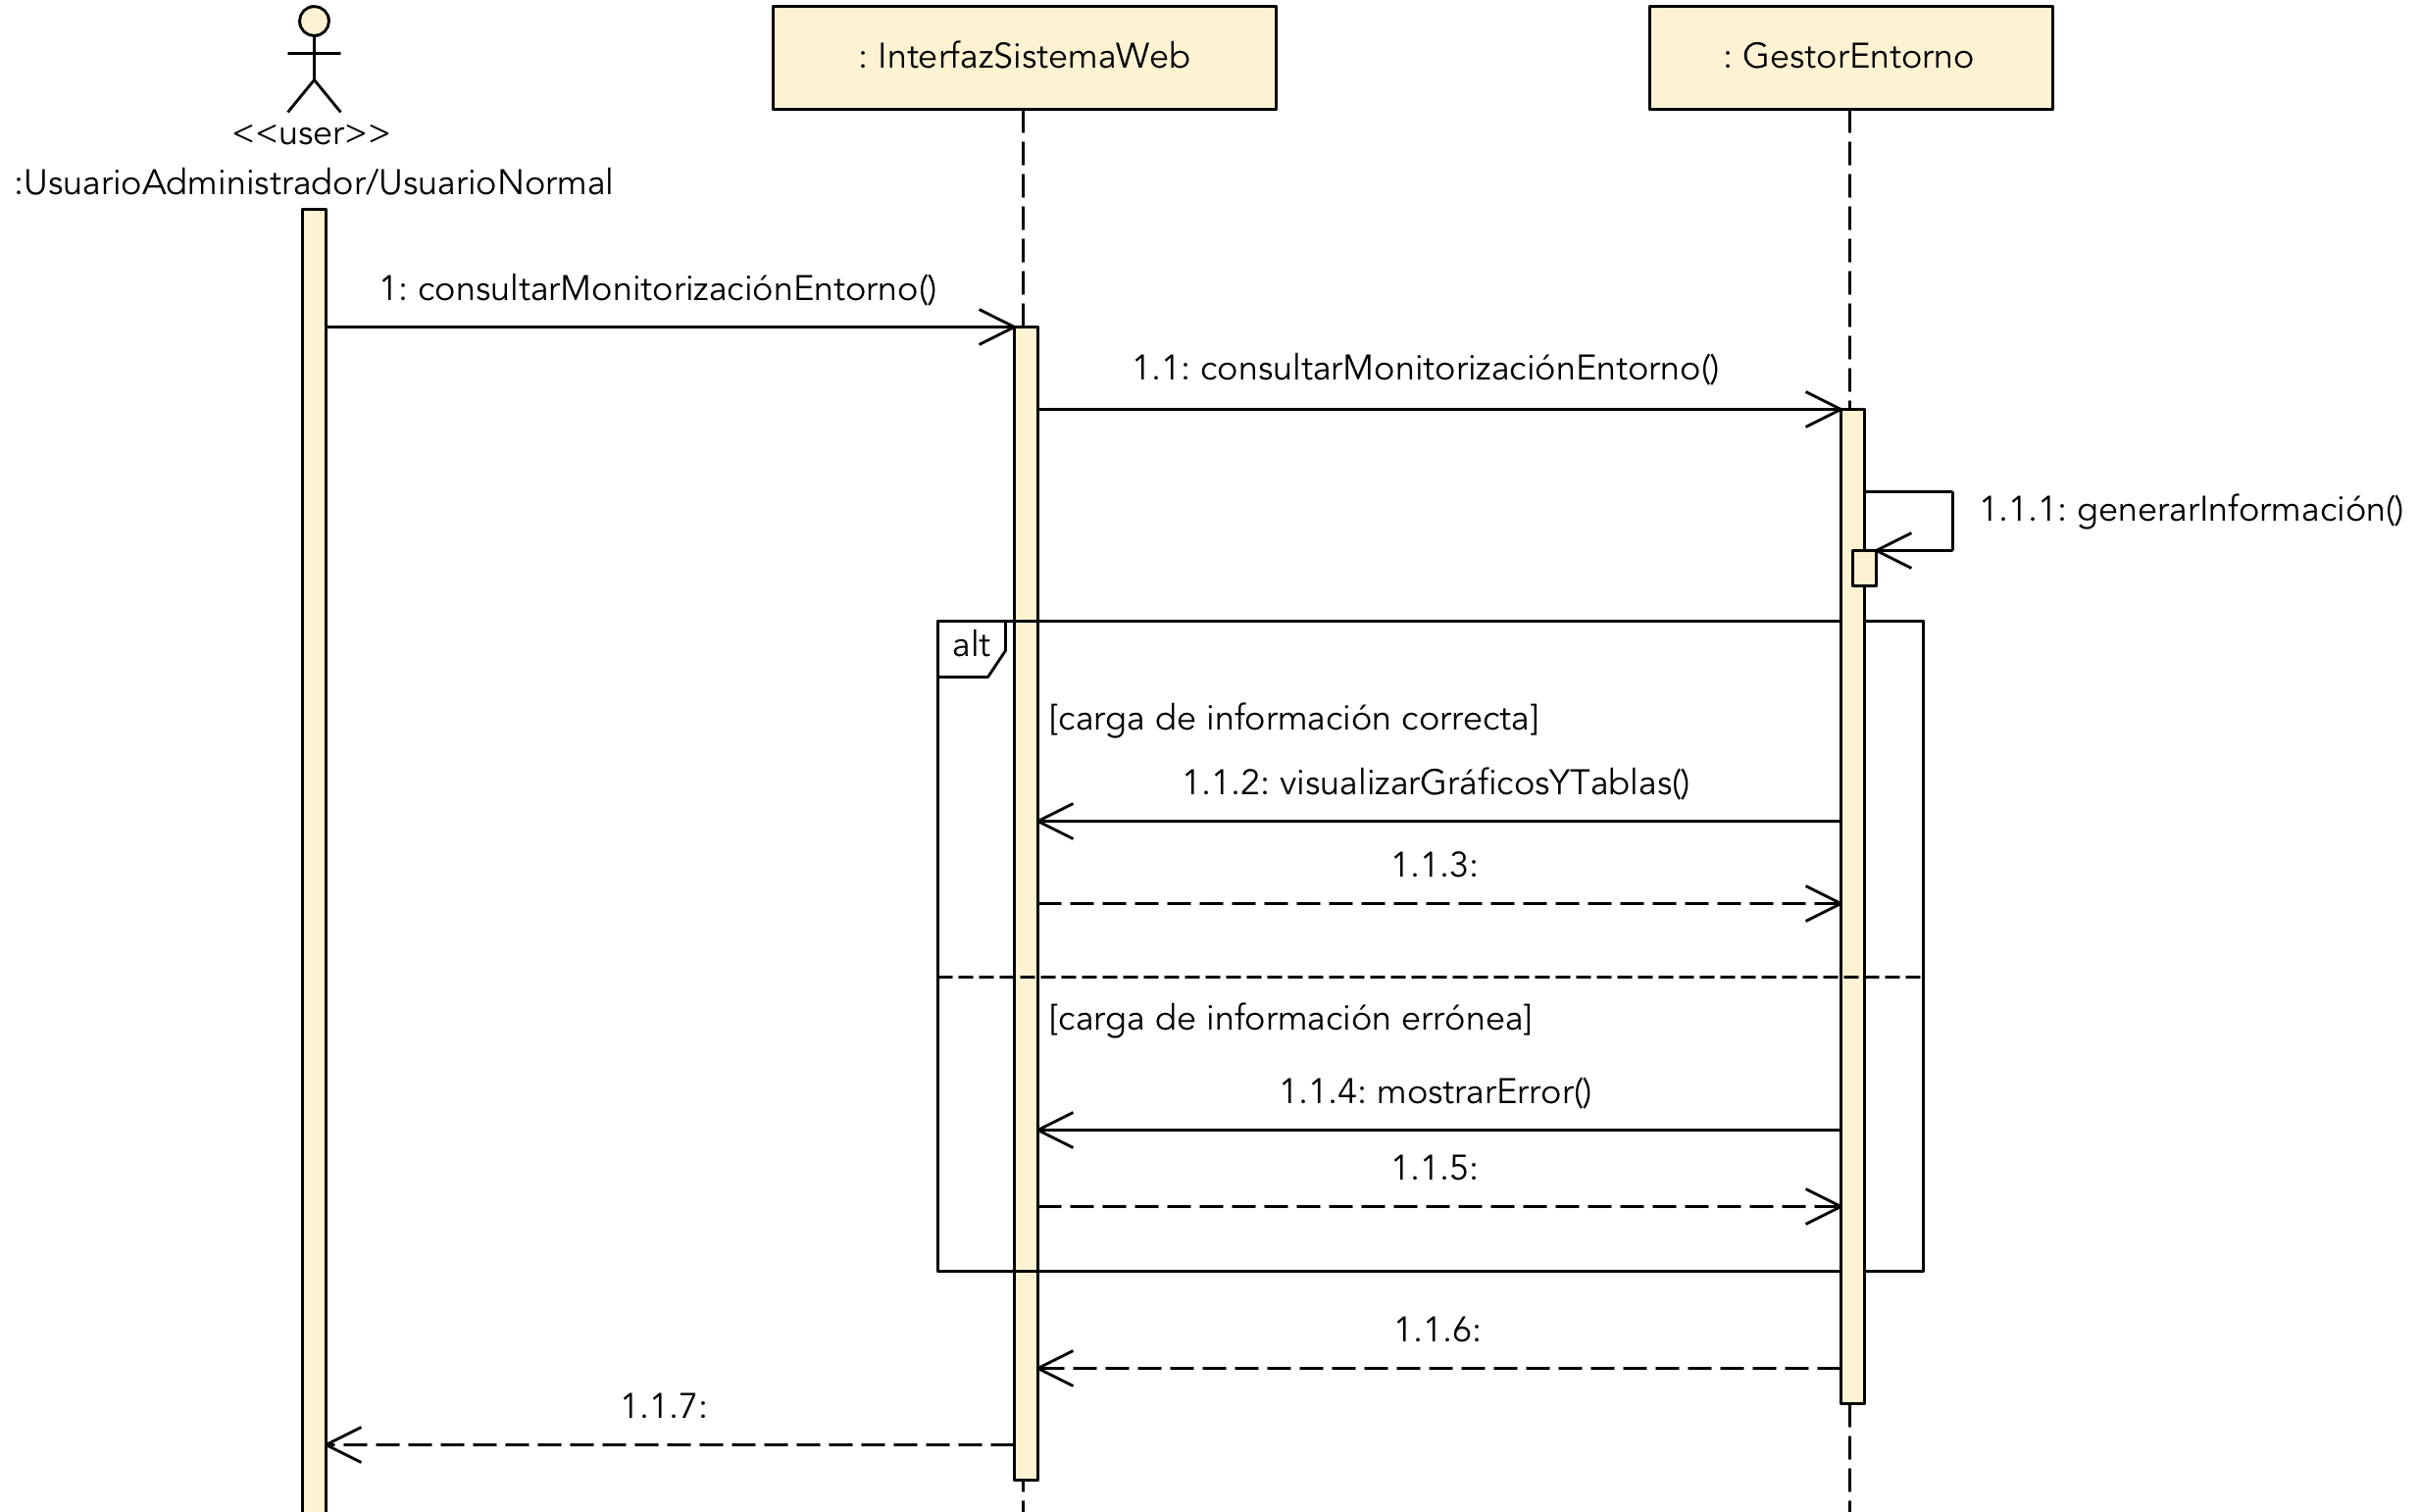 <<user>>
:UsuarioAdministrador/UsuarioNormal
: InterfazSistemaWeb
: GestorEntorno
1: consultarMonitorizaciónEntorno()
1.1: consultarMonitorizaciónEntorno()
1.1.1: generarInformación()
alt
[carga de información correcta]
1.1.2: visualizarGráficosYTablas()
1.1.3:
[carga de información errónea]
1.1.4: mostrarError()
1.1.5:
1.1.6:
1.1.7: